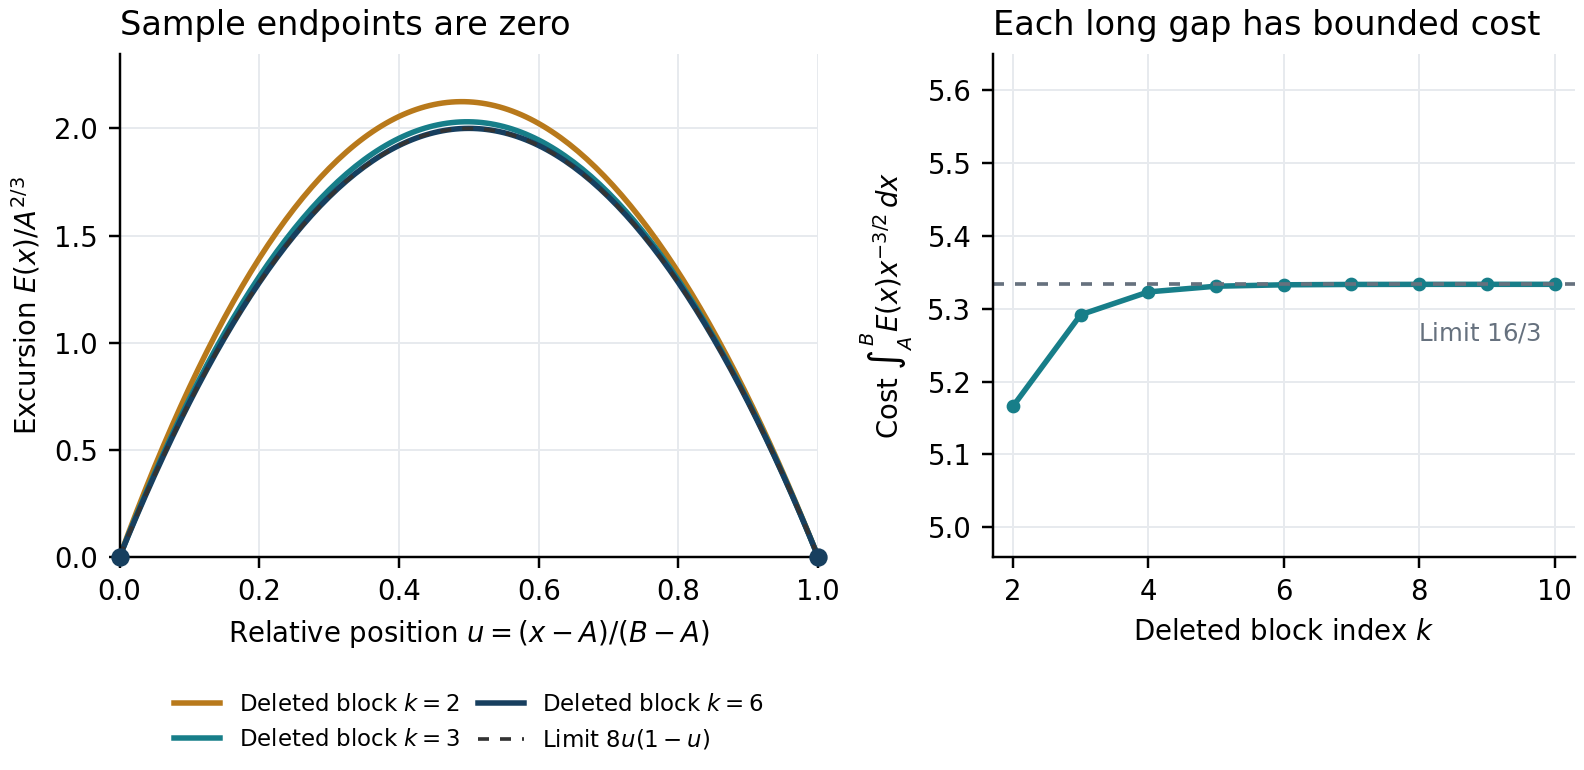 Sample endpoints are zero
Excursion E(x)/A^{2/3}
2.0
1.5
1.0
0.5
0.0
0.0 0.2 0.4 0.6 0.8 1.0
Relative position u = (x − A)/(B − A)
Deleted block k = 2
Deleted block k = 3
Deleted block k = 6
Limit 8u(1 − u)
Each long gap has bounded cost
Cost ∫_A^B E(x)x^{−3/2} dx
5.6
5.5
5.4
5.3
5.2
5.1
5.0
Limit 16/3
2 4 6 8 10
Deleted block index k